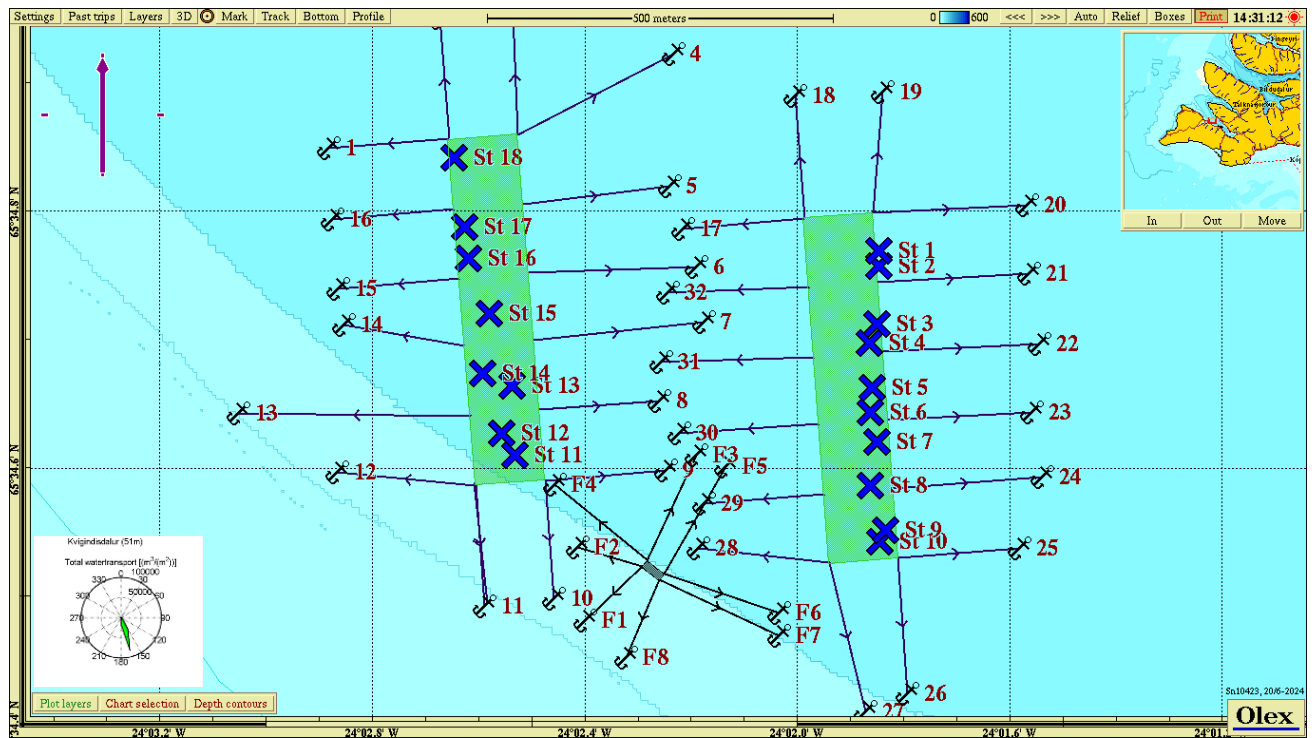 Settings Past trips Layers 3D Mark Track Bottom Profile 500 meters 0 600 <<< >>> Auto Relief Boxes Print 14:31:12
4
18
19
1
St 18
5
20
16
17
65°34.8' N
St 17
St 16
6
St 1
St 2
21
15
32
St 15
14
7
St 3
St 4
22
31
St 14
St 13
8
St 5
13
St 6
23
30
St 12
St 11
F3
St 7
12
9
F5
24
65°34.6' N
F4
29
St 8
F2
28
St 9
St 10
25
11
10
F1
F6
F7
F8
26
27
34.4' N
In Out Move
Kvigindisdalur (51m)
Total watertransport [(m³/m²)]
0 100000
330 30
300 50000 60
270 90
240 120
210 150
180
Plot layers Chart selection Depth contours
Sn10423, 20/6-2024
Olex
24°03.2' W 24°02.8' W 24°02.4' W 24°02.0' W 24°01.6' W